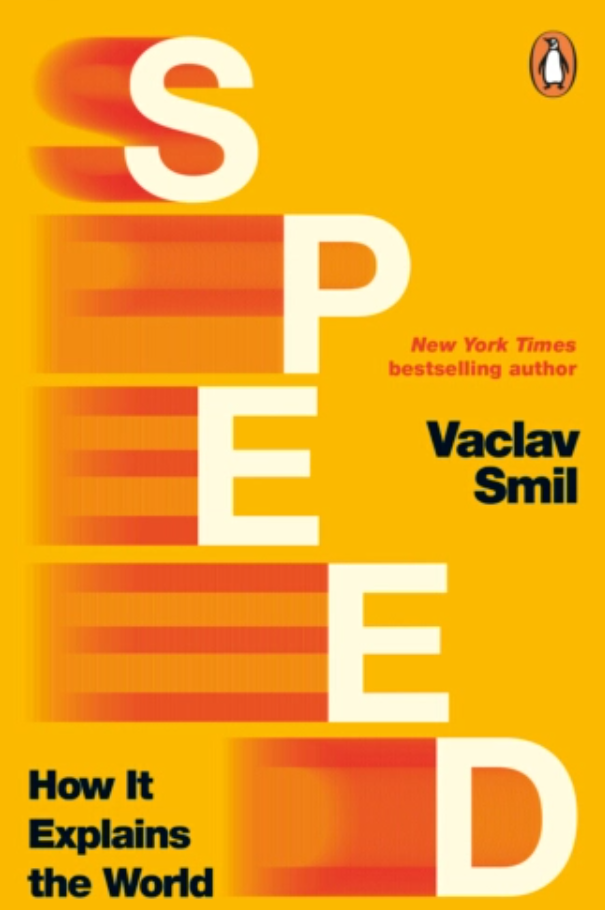 SPEED
New York Times
bestselling author
Vaclav
Smil
How It
Explains
the World